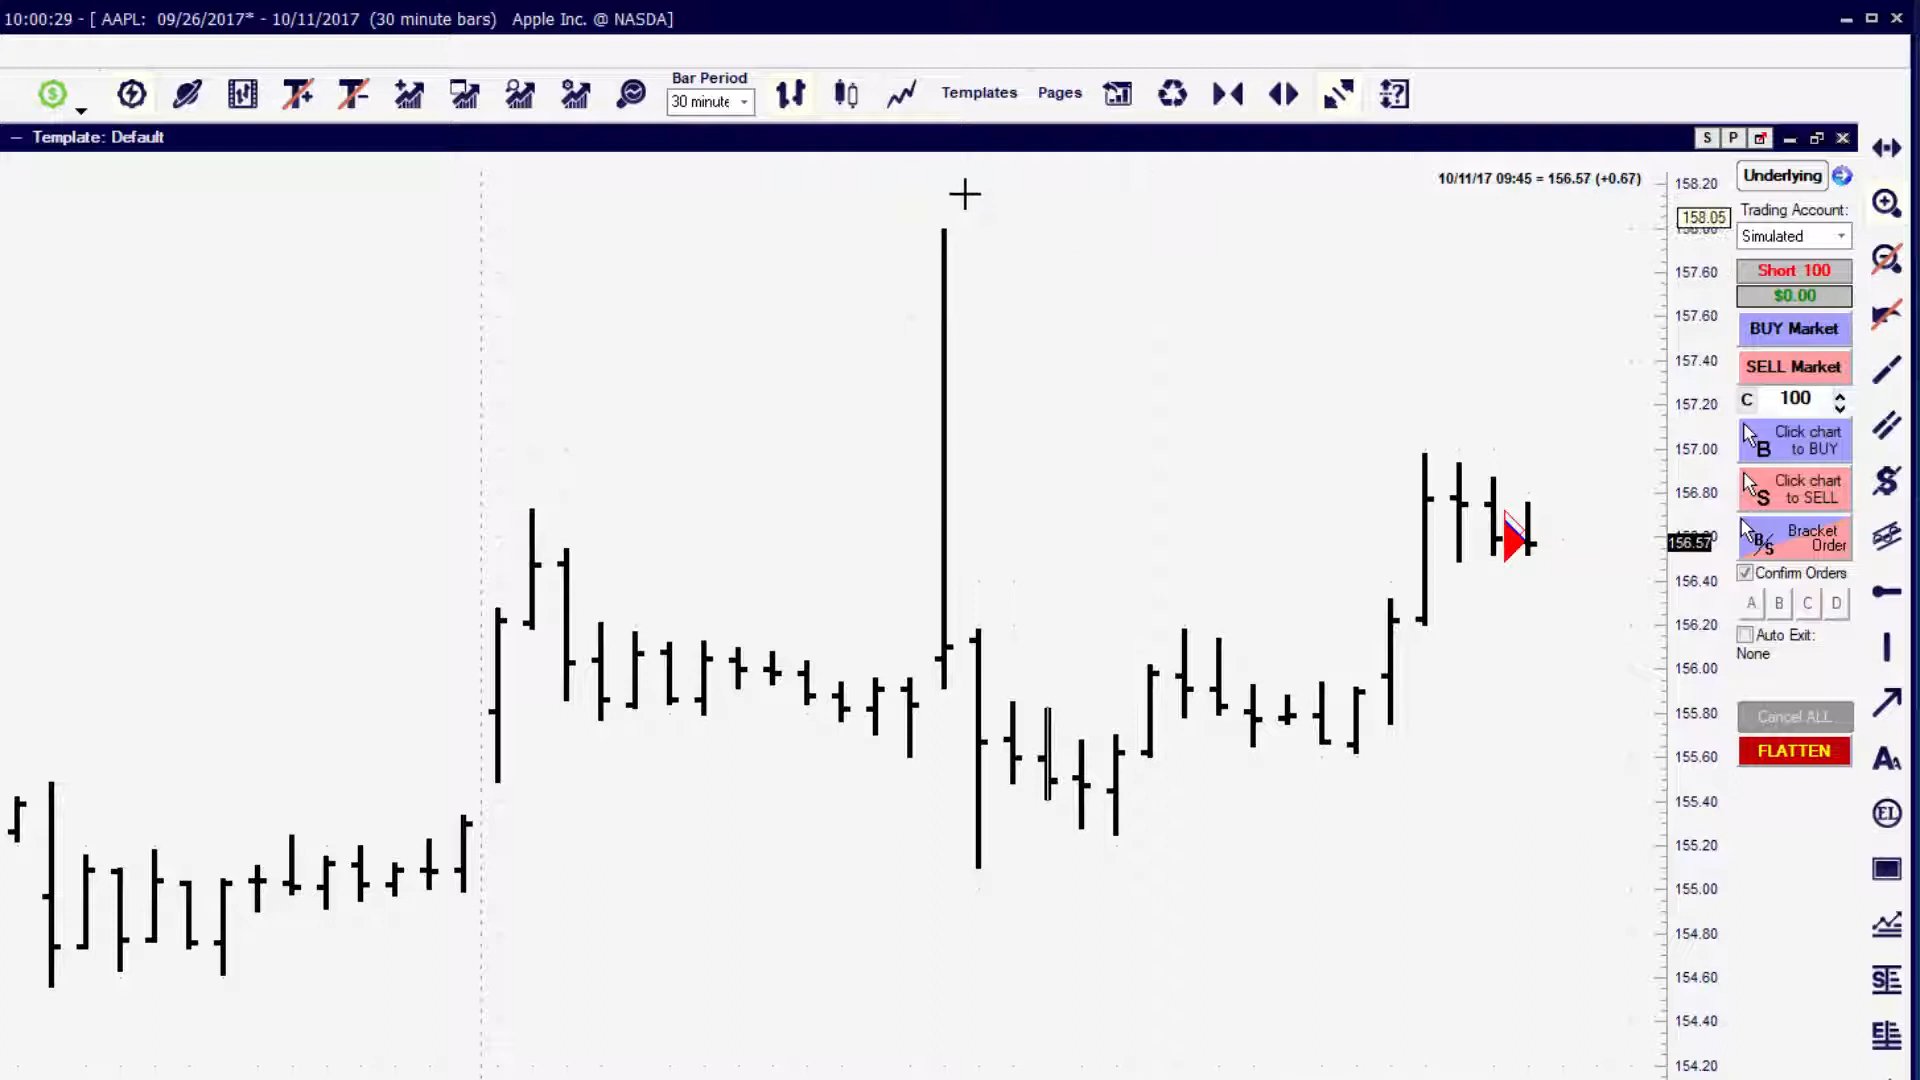 10:00:29 - [ AAPL: 09/26/2017* - 10/11/2017 (30 minute bars) Apple Inc. @ NASDA]
Bar Period
30 minute
Templates
Pages
Template: Default
S P
10/11/17 09:45 = 156.57 (+0.67)
158.20
158.05
157.60
157.40
157.20
157.00
156.80
156.57
156.40
156.20
156.00
155.80
155.60
155.40
155.20
155.00
154.80
154.60
154.40
154.20
Underlying
Trading Account:
Simulated
Short 100
$0.00
BUY Market
SELL Market
C 100
Click chart
B to BUY
Click chart
S to SELL
Bracket
B/S Order
Confirm Orders
A B C D
Auto Exit:
None
Cancel ALL
FLATTEN